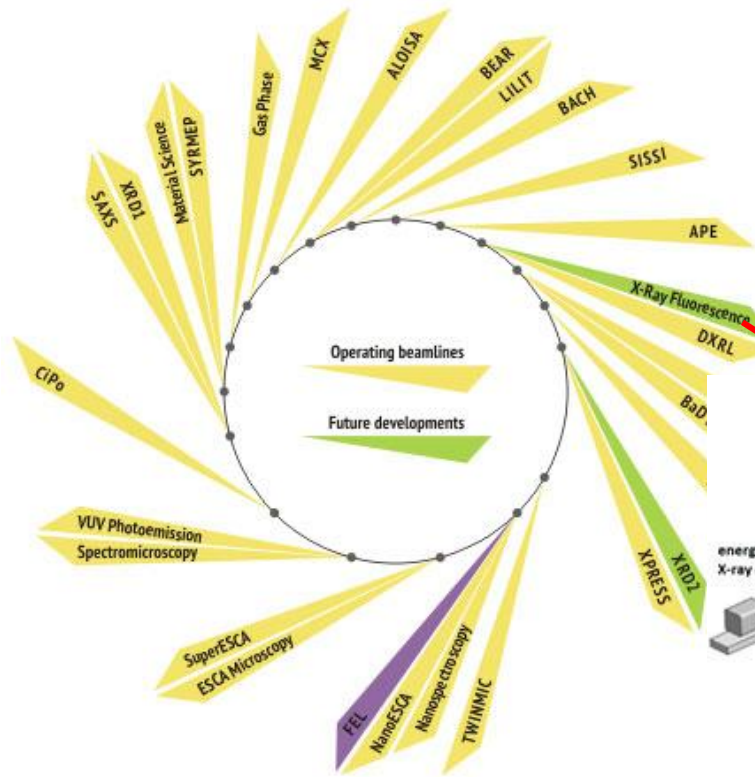 MCX
ALOISA
BEAR
LILIT
BACH
SISSI
APE
X-Ray Fluorescence
DXRL
Gas Phase
SYRMEP
Material Science
XRD1
SAXS
CiPo
VUV Photoemission
Spectromicroscopy
SuperESCA
ESCA Microscopy
FEL
NanoESCA
Nanospectroscopy
TWINMIC
XPRESS
XRD2
Operating beamlines
Future developments
X-ray